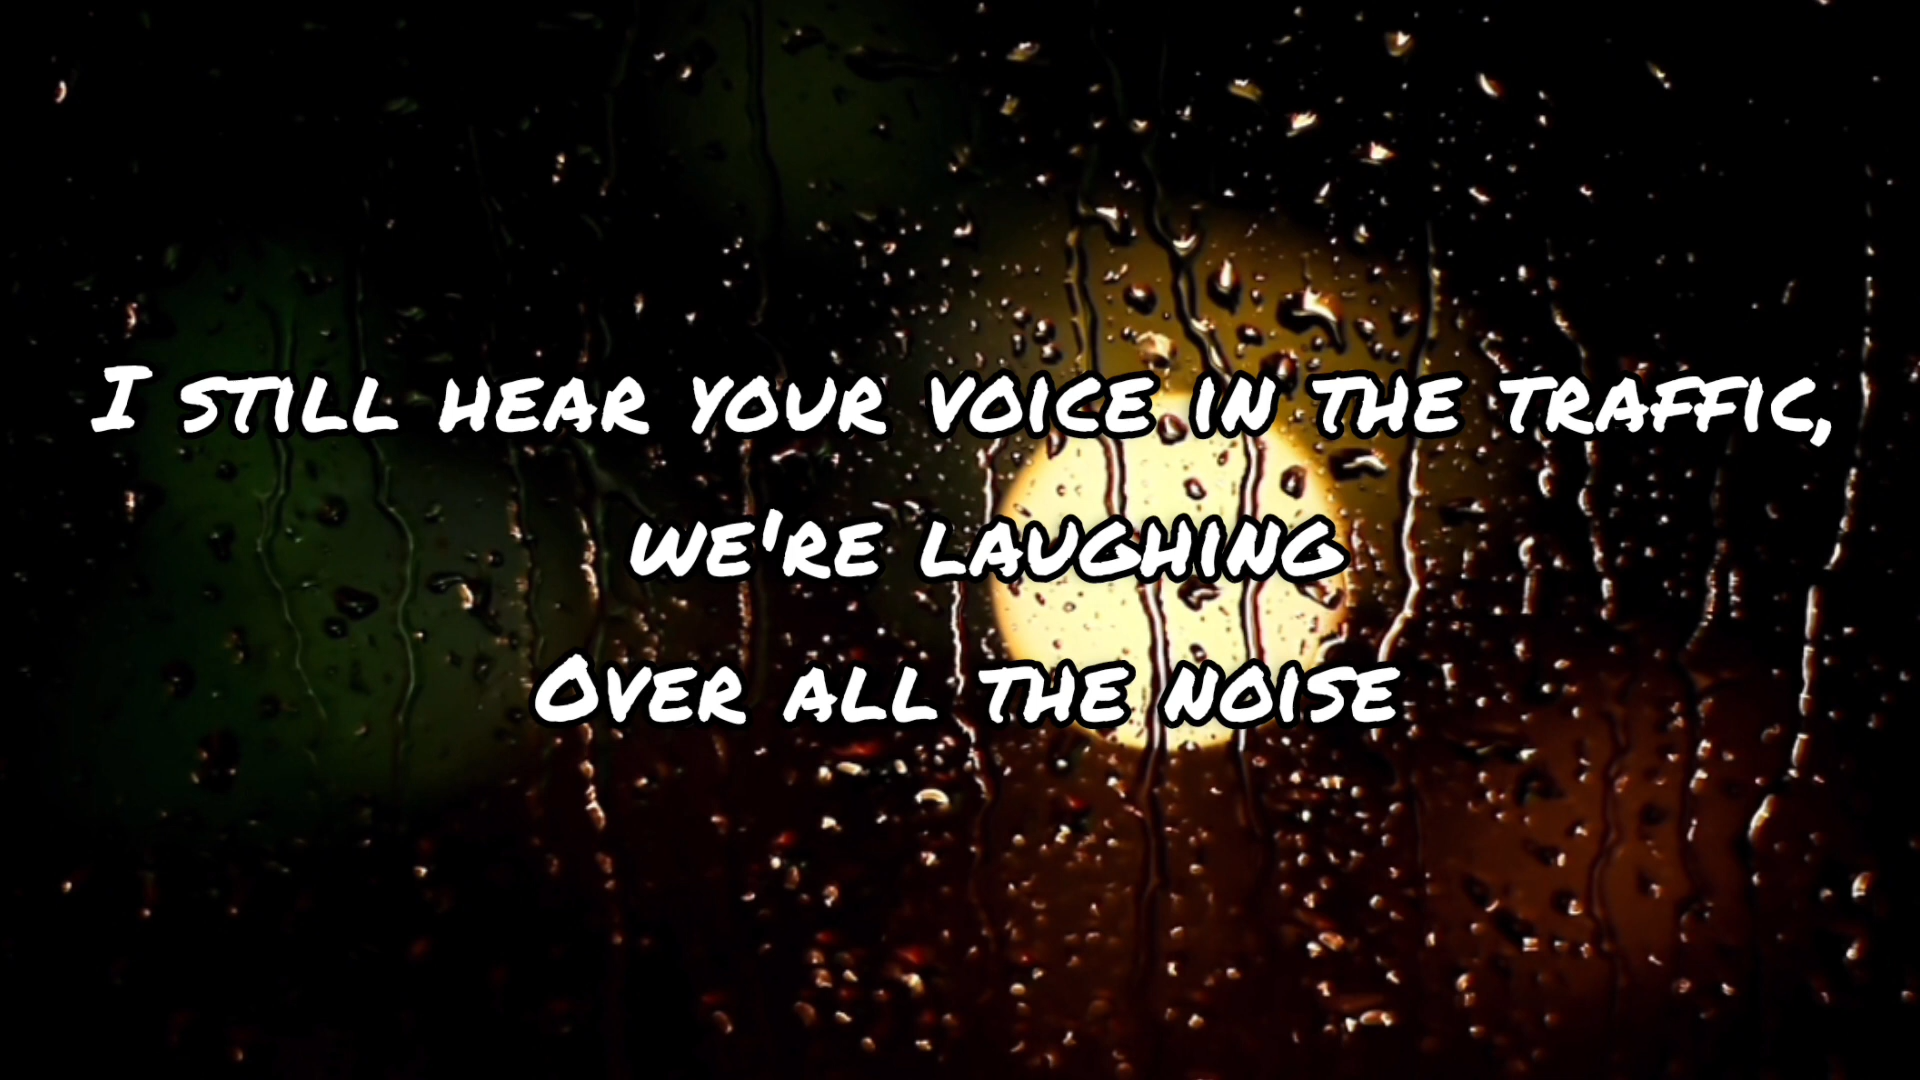 I still hear your voice in the traffic,
we're laughing
Over all the noise